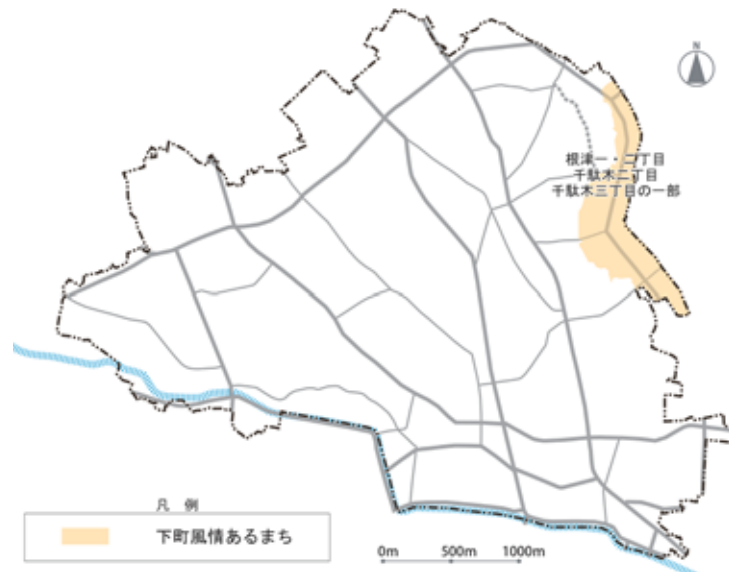 N
根津一・二丁目
千駄木二丁目
千駄木三丁目の一部
凡 例
下町風情あるまち
0m 500m 1000m